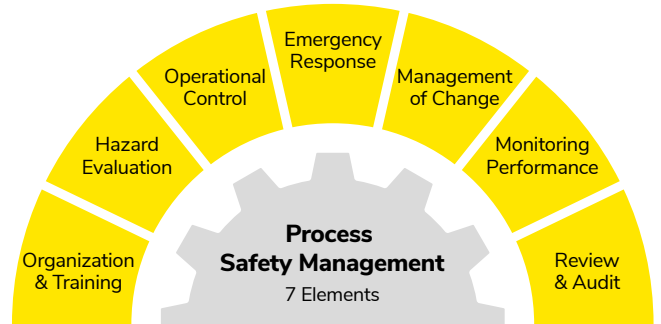 Organization
& Training
Hazard
Evaluation
Operational
Control
Emergency
Response
Management
of Change
Monitoring
Performance
Review
& Audit
Process
Safety Management
7 Elements